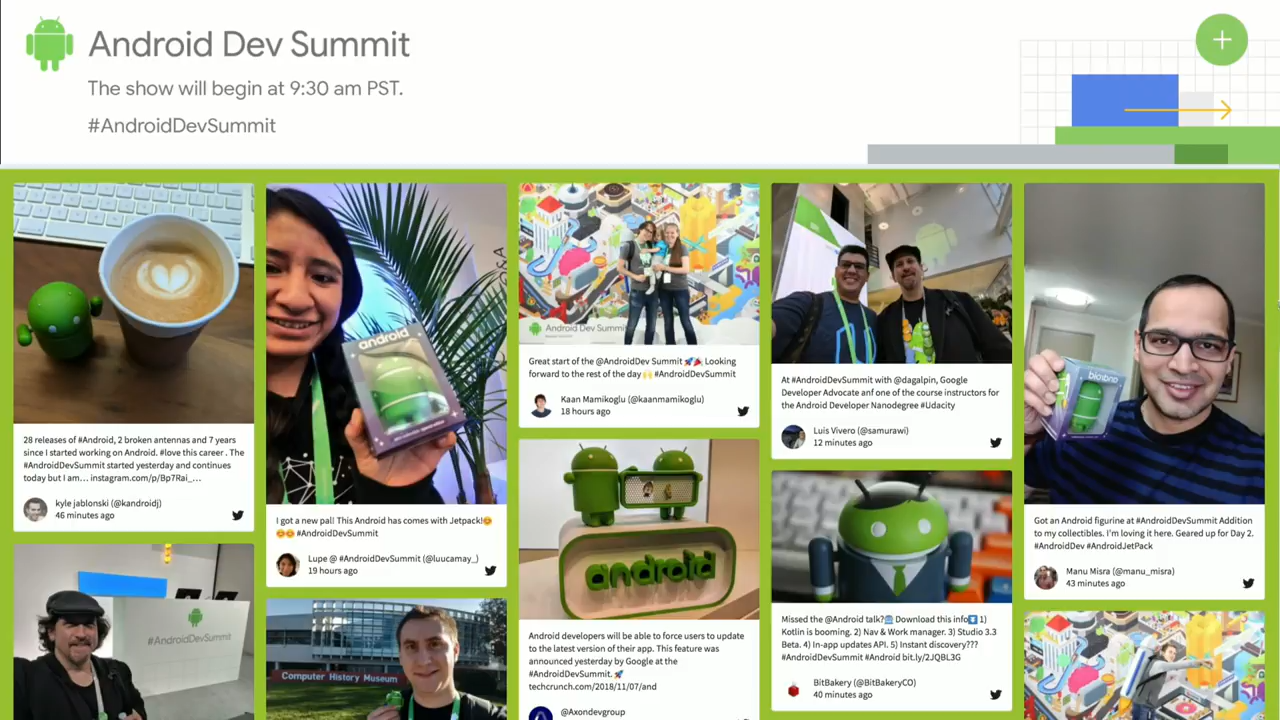 Android Dev Summit
The show will begin at 9:30 am PST.
#AndroidDevSummit
28 releases of #Android, 2 broken antennas and 7 years
since I started working on Android. #love this career . The
#AndroidDevSummit started yesterday and continues
today but I am… instagram.com/p/Bp7Rai_…
kyle jablonski (@kandroidj)
46 minutes ago
#AndroidDevSummit
android
I got a new pal! This Android has comes with Jetpack!😍
😍😍 #AndroidDevSummit
Lupe @ #AndroidDevSummit (@luucamay_)
19 hours ago
Computer History Museum
Android Dev Summit
Great start of the @AndroidDev Summit 🚀🎉 Looking
forward to the rest of the day 🙌 #AndroidDevSummit
Kaan Mamikoglu (@kaanmamikoglu)
18 hours ago
android
Android developers will be able to force users to update
to the latest version of their app. This feature was
announced yesterday by Google at the
#AndroidDevSummit. 🚀
techcrunch.com/2018/11/07/and
@Axondevgroup
At #AndroidDevSummit with @dagalpin, Google
Developer Advocate anf one of the course instructors for
the Android Developer Nanodegree #Udacity
Luis Vivero (@samurawi)
12 minutes ago
Missed the @Android talk? Download this info 1)
Kotlin is booming. 2) Nav & Work manager. 3) Studio 3.3
Beta. 4) In-app updates API. 5) Instant discovery???
#AndroidDevSummit #Android bit.ly/2JQBL3G
BitBakery (@BitBakeryCO)
40 minutes ago
android
Got an Android figurine at #AndroidDevSummit Addition
to my collectibles. I'm loving it here. Geared up for Day 2.
#AndroidDev #AndroidJetPack
Manu Misra (@manu_misra)
43 minutes ago